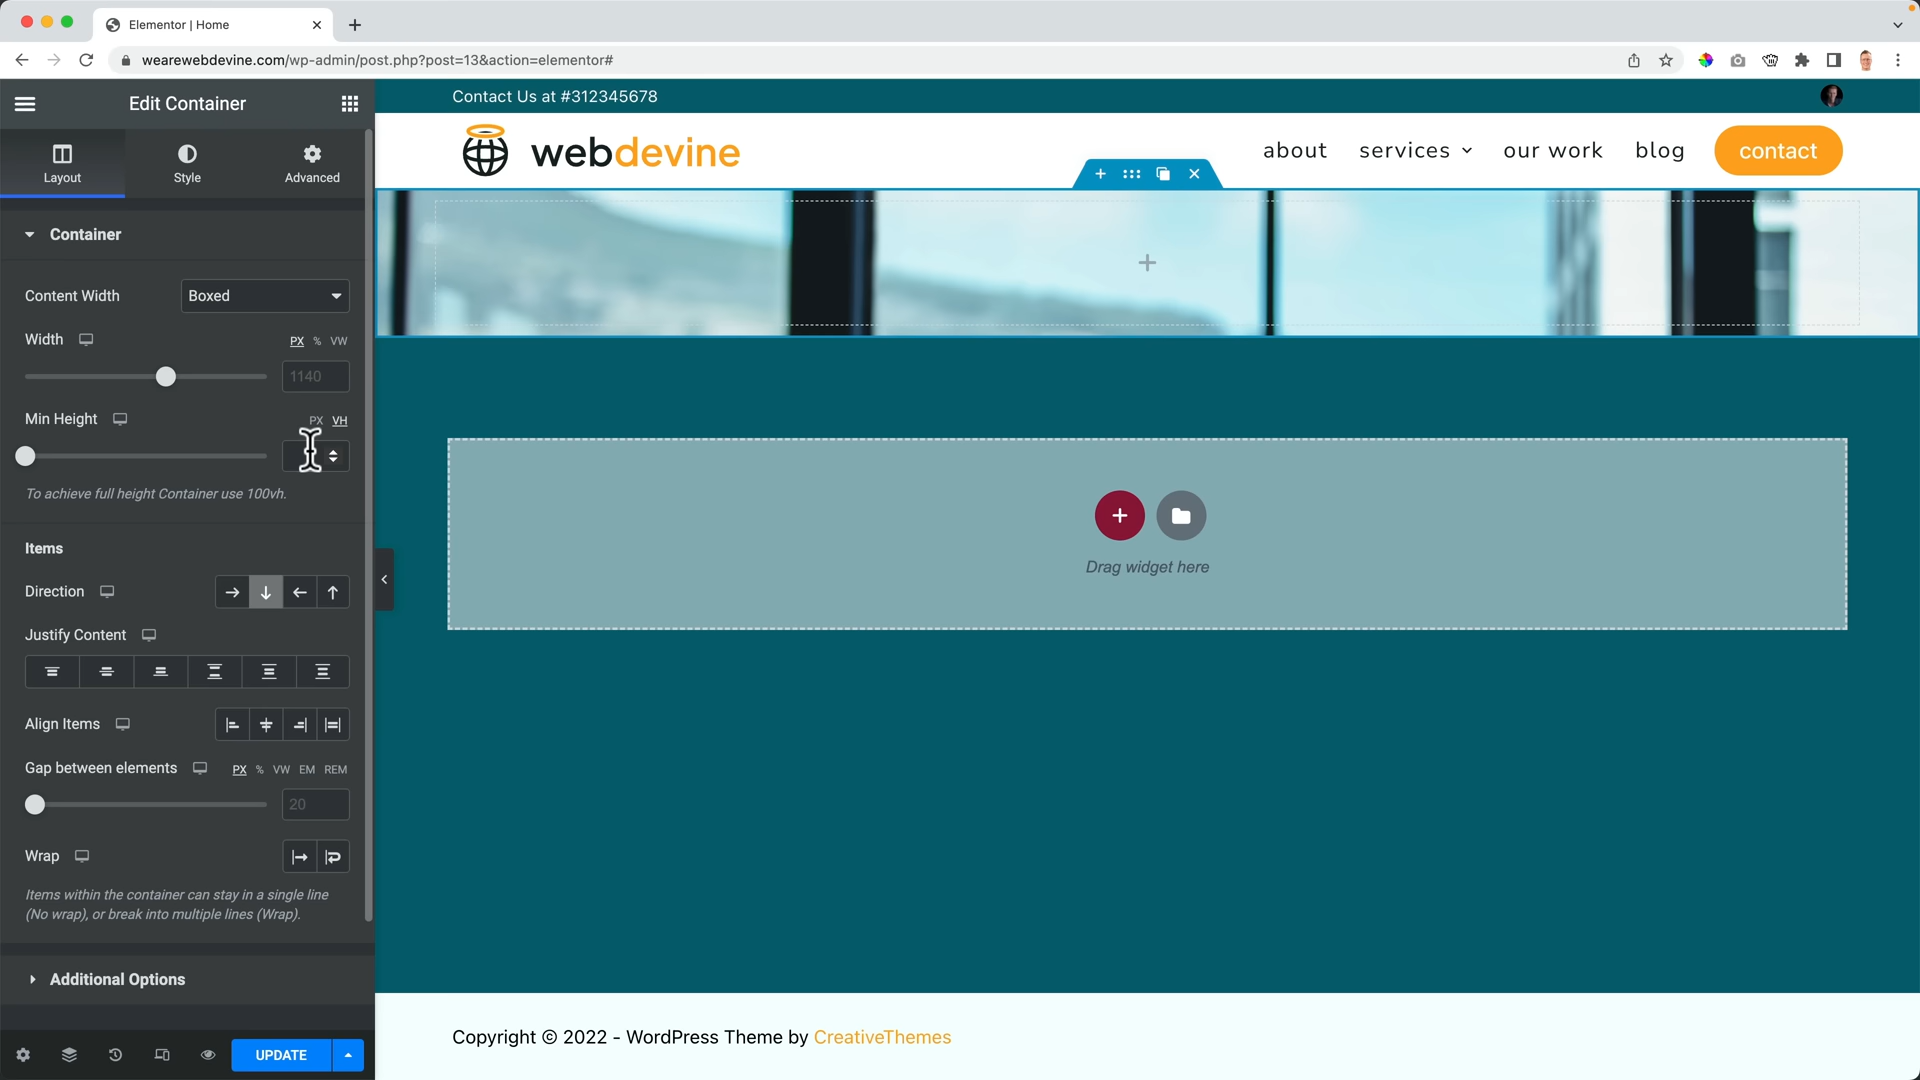 Elementor | Home
wearewebdevine.com/wp-admin/post.php?post=13&action=elementor#
Edit Container
Layout
Style
Advanced
Container
Content Width
Boxed
Width
PX % VW
1140
Min Height
PX VH
To achieve full height Container use 100vh.
Items
Direction
Justify Content
Align Items
Gap between elements
PX % VW EM REM
20
Wrap
Items within the container can stay in a single line
(No wrap), or break into multiple lines (Wrap).
Additional Options
UPDATE
Contact Us at #312345678
webdevine
about
services
our work
blog
contact
Drag widget here
Copyright © 2022 - WordPress Theme by CreativeThemes